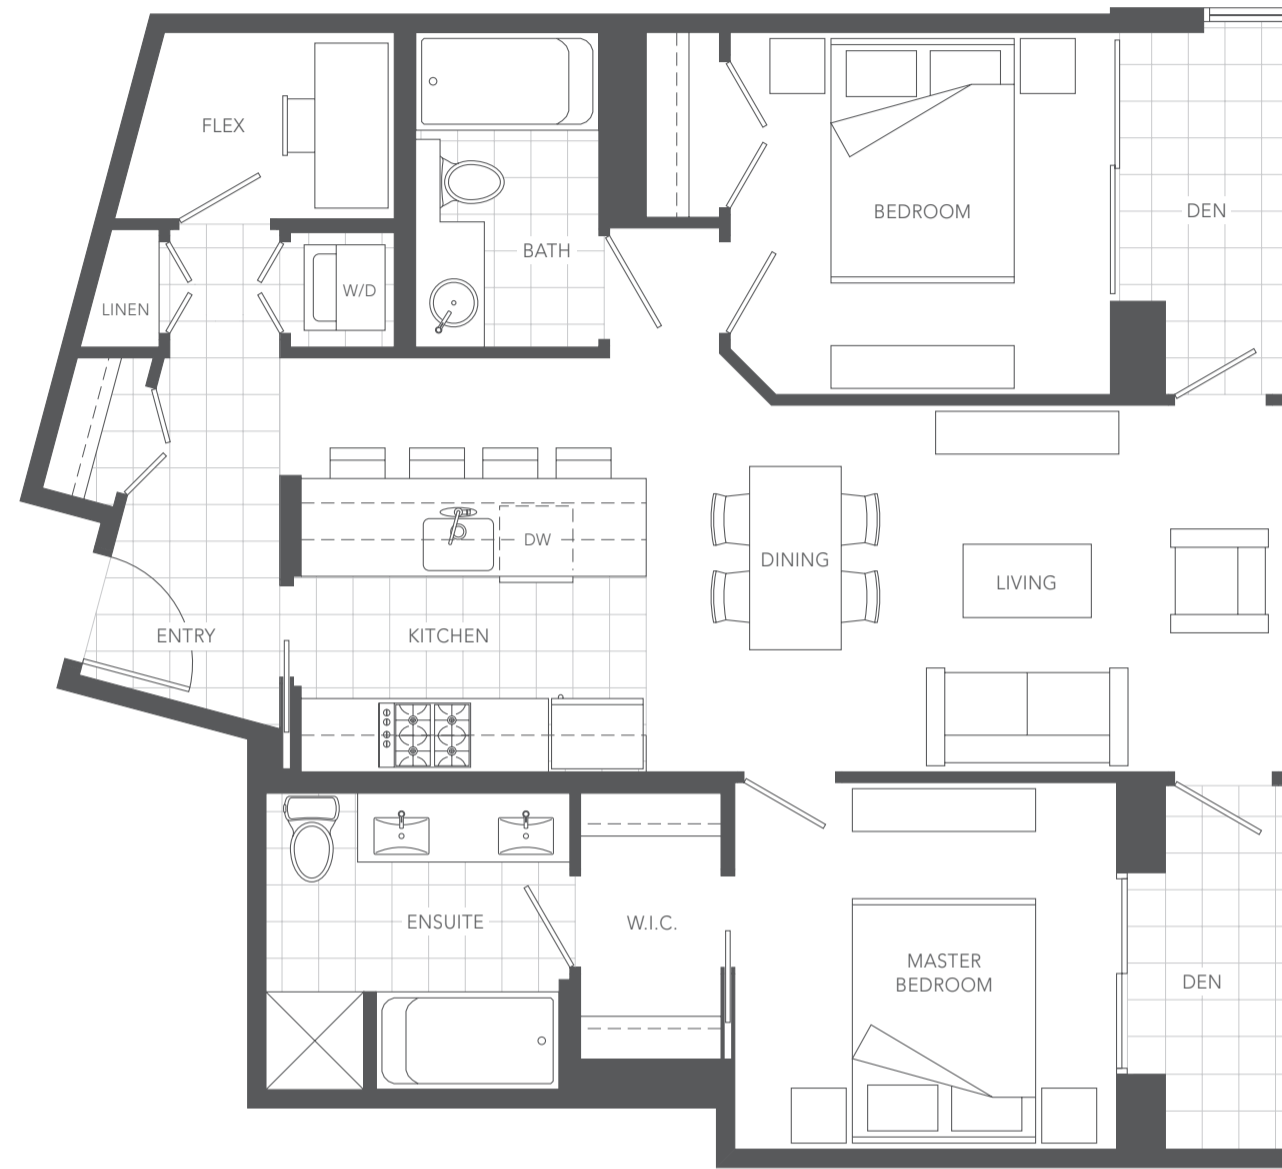 FLEX
BEDROOM
DEN
BATH
LINEN
W/D
DW
DINING
LIVING
ENTRY
KITCHEN
ENSUITE
W.I.C.
MASTER
BEDROOM
DEN